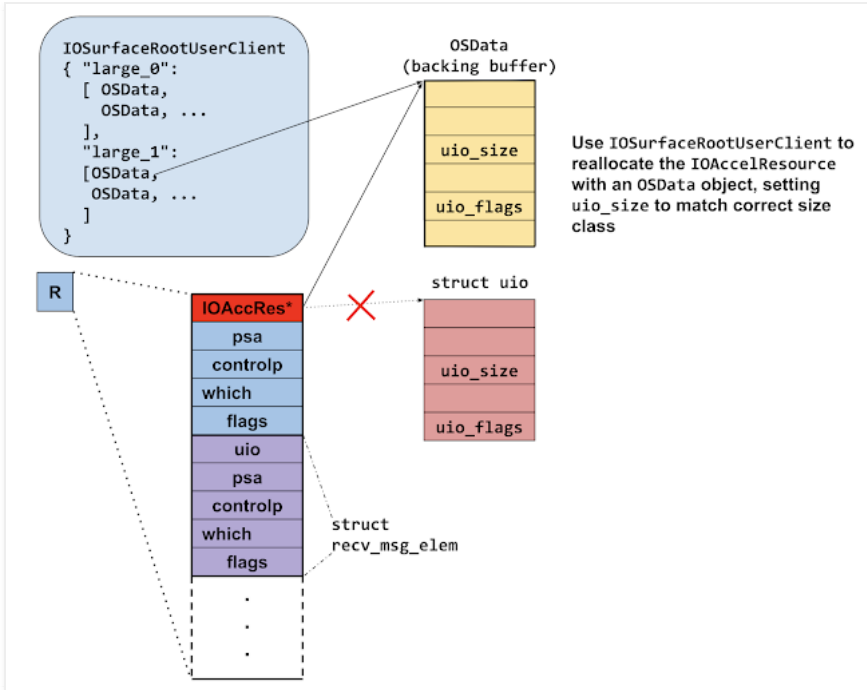 IOSurfaceRootUserClient
{ "large_0":
[ OSData,
OSData, ...
],
"large_1":
[OSData,
OSData, ...
]
}
OSData
(backing buffer)
uio_size
uio_flags
Use IOSurfaceRootUserClient to
reallocate the IOAccelResource
with an OSData object, setting
uio_size to match correct size
class
R
IOAccRes*
psa
controlp
which
flags
uio
psa
controlp
which
flags
.
.
.
struct
recv_msg_elem
struct uio
uio_size
uio_flags